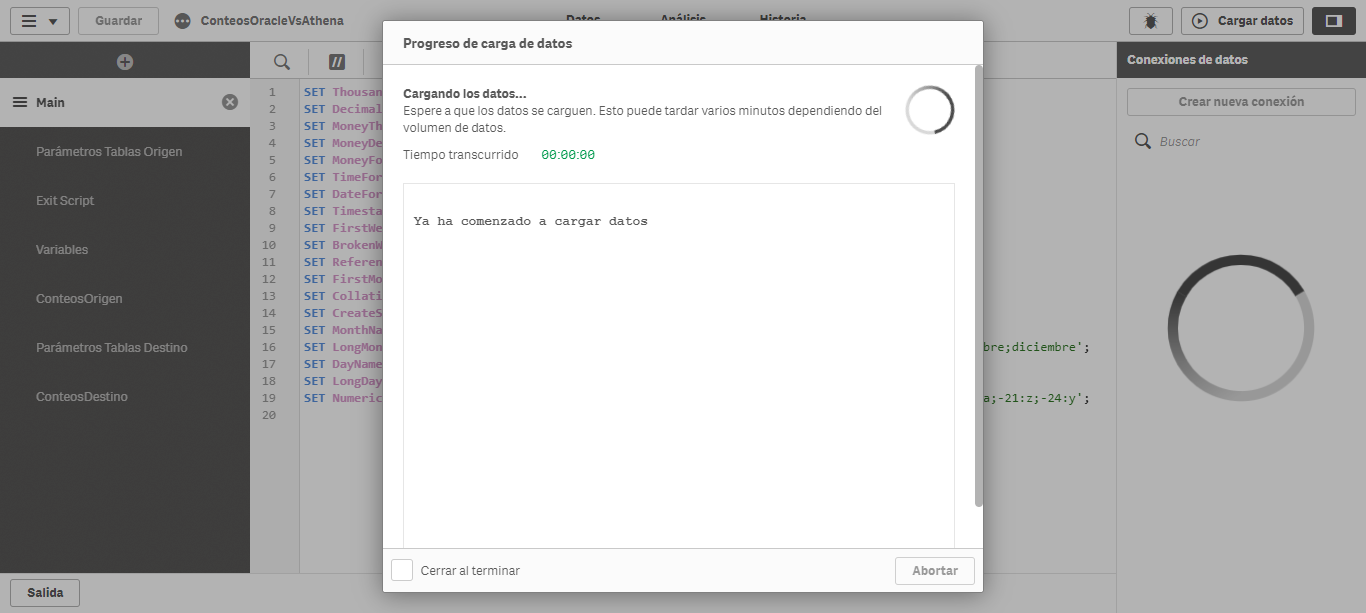 Guardar
ConteosOracleVsAthena
Datos
Análisis
Historia
Cargar datos
Progreso de carga de datos
Cargando los datos...
Espere a que los datos se carguen. Esto puede tardar varios minutos dependiendo del
volumen de datos.
Tiempo transcurrido 00:00:00
Ya ha comenzado a cargar datos
Cerrar al terminar
Abortar
Main
Parámetros Tablas Origen
Exit Script
Variables
ConteosOrigen
Parámetros Tablas Destino
ConteosDestino
Salida
//
1 SET Thousan
2 SET Decimal
3 SET MoneyTh
4 SET MoneyDe
5 SET MoneyFo
6 SET TimeFor
7 SET DateFor
8 SET Timesta
9 SET FirstWe
10 SET BrokenW
11 SET Referen
12 SET FirstMo
13 SET Collati
14 SET CreateS
15 SET MonthNa
16 SET LongMon bre;diciembre';
17 SET DayName
18 SET LongDay
19 SET Numeric a;-21:z;-24:y';
20
Conexiones de datos
Crear nueva conexión
Buscar